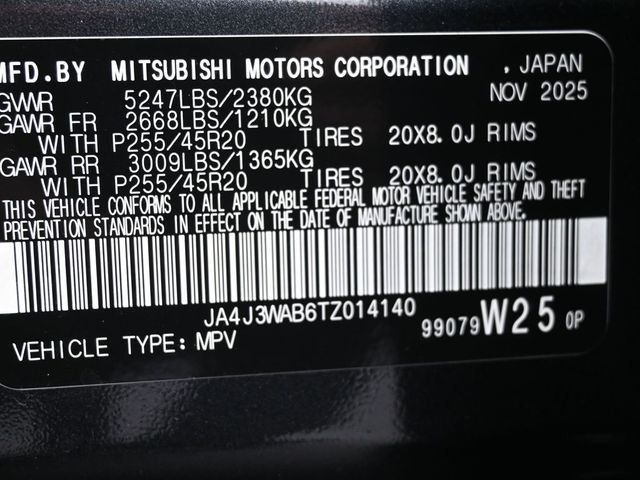 MFD.BY MITSUBISHI MOTORS CORPORATION , JAPAN
GVWR 5247LBS/2380KG NOV 2025
GAWR FR 2668LBS/1210KG
WITH P255/45R20 TIRES 20X8.0J RIMS
GAWR RR 3009LBS/1365KG
WITH P255/45R20 TIRES 20X8.0J RIMS
THIS VEHICLE CONFORMS TO ALL APPLICABLE FEDERAL MOTOR VEHICLE SAFETY AND THEFT
PREVENTION STANDARDS IN EFFECT ON THE DATE OF MANUFACTURE SHOWN ABOVE.
JA4J3WAB6TZ014140
99079W25 0P
VEHICLE TYPE: MPV